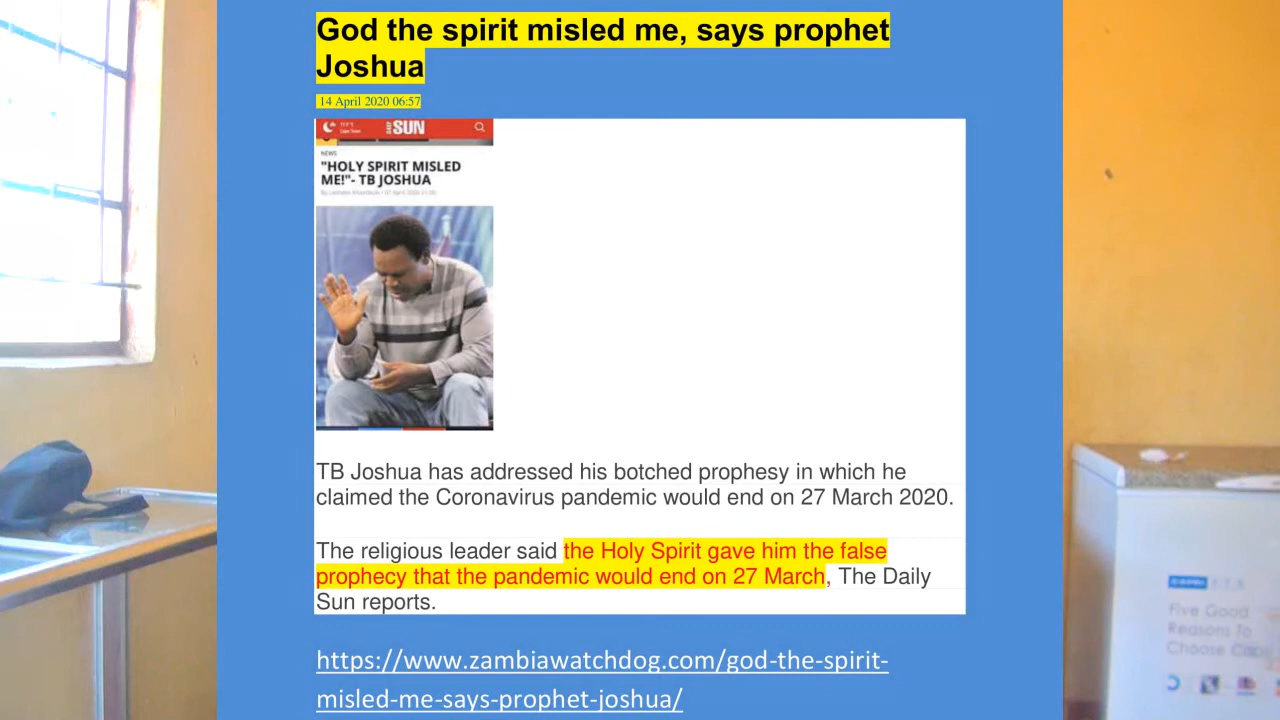 God the spirit misled me, says prophet
Joshua
14 April 2020 06:57
SUN
NEWS
"HOLY SPIRIT MISLED
ME!"- TB JOSHUA
TB Joshua has addressed his botched prophesy in which he
claimed the Coronavirus pandemic would end on 27 March 2020.
The religious leader said the Holy Spirit gave him the false
prophecy that the pandemic would end on 27 March, The Daily
Sun reports.
https://www.zambiawatchdog.com/god-the-spirit-
misled-me-says-prophet-joshua/
Five Good
Reasons To
Choose